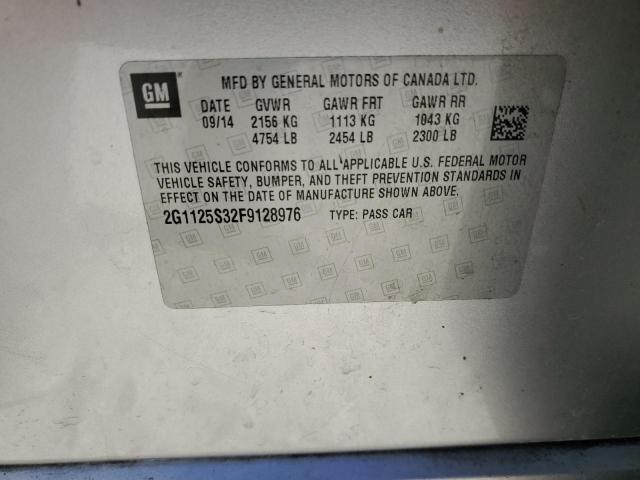 GM
MFD BY GENERAL MOTORS OF CANADA LTD.
DATE GVWR GAWR FRT GAWR RR
09/14 2156 KG 1113 KG 1043 KG
4754 LB 2454 LB 2300 LB
THIS VEHICLE CONFORMS TO ALL APPLICABLE U.S. FEDERAL MOTOR
VEHICLE SAFETY, BUMPER, AND THEFT PREVENTION STANDARDS IN
EFFECT ON THE DATE OF MANUFACTURE SHOWN ABOVE.
2G1125S32F9128976 TYPE: PASS CAR